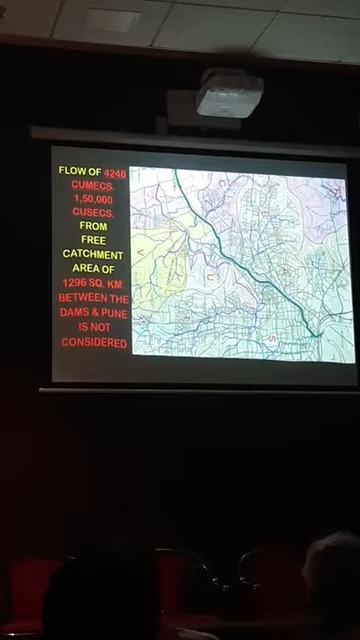 FLOW OF 4248
CUMECS.
1,50,000
CUSECS.
FROM
FREE
CATCHMENT
AREA OF
1296 SQ. KM.
BETWEEN THE
DAMS & PUNE
IS NOT
CONSIDERED